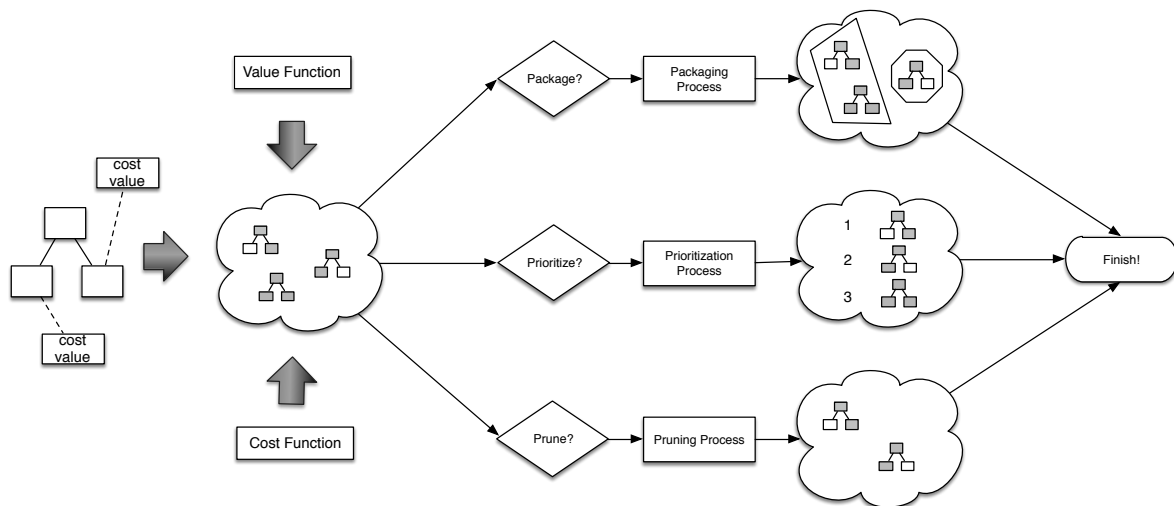 Value Function
cost
value
cost
value
Cost Function
Package?
Packaging
Process
Prioritize?
Prioritization
Process
1
2
3
Prune?
Pruning Process
Finish!